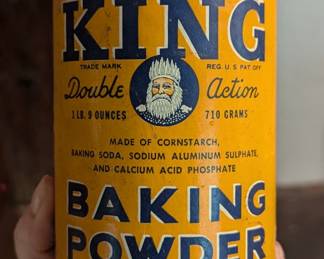 KING
TRADE MARK REG. U.S. PAT. OFF.
Double Action
1 LB. 9 OUNCES 710 GRAMS
MADE OF CORNSTARCH,
BAKING SODA, SODIUM ALUMINUM SULPHATE,
AND CALCIUM ACID PHOSPHATE
BAKING
POWDER